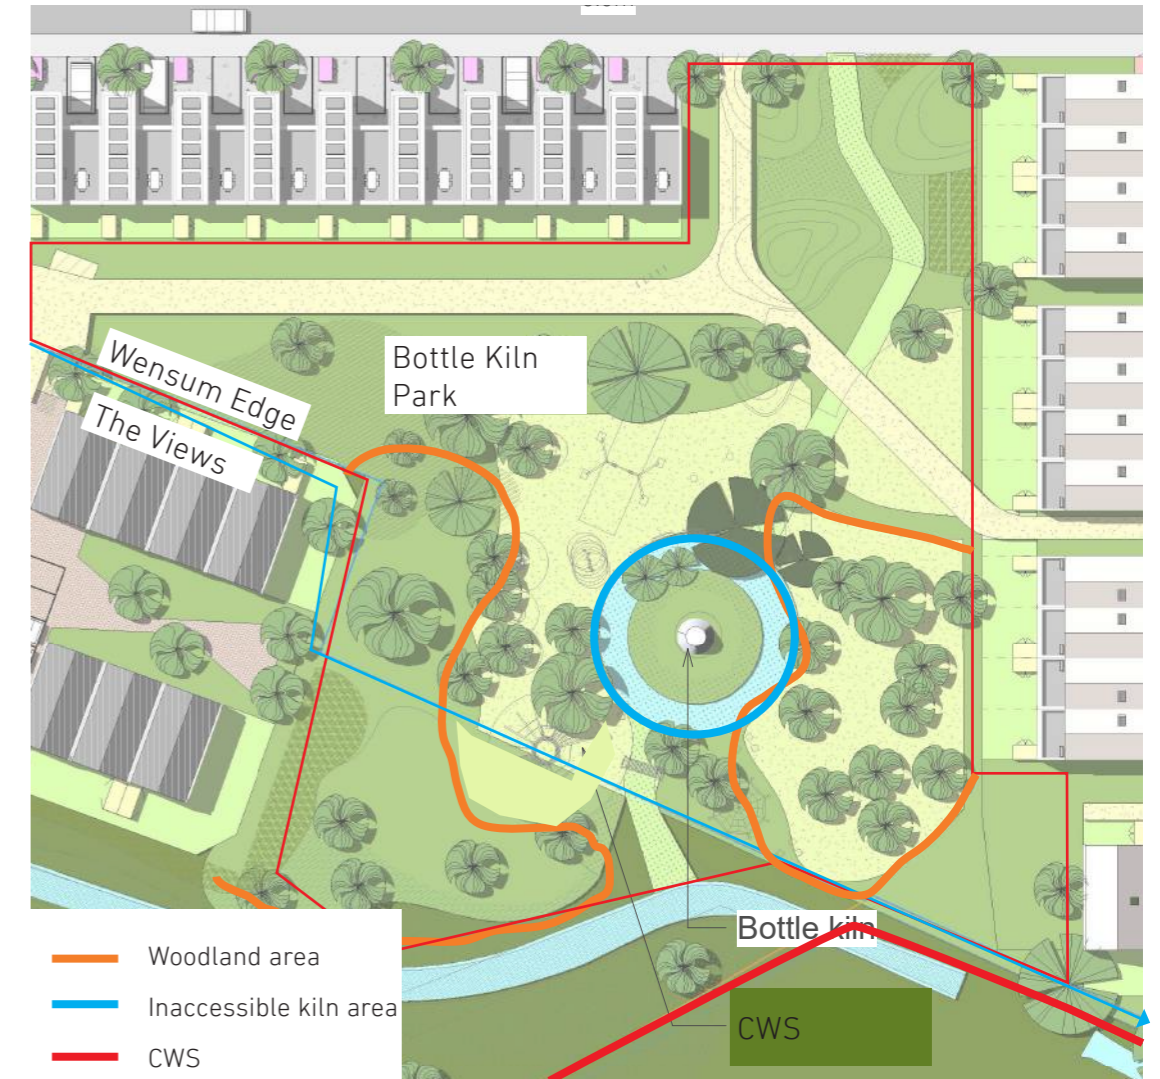 Wensum Edge
The Views
Bottle Kiln
Park
Bottle kiln
CWS
Woodland area
Inaccessible kiln area
CWS